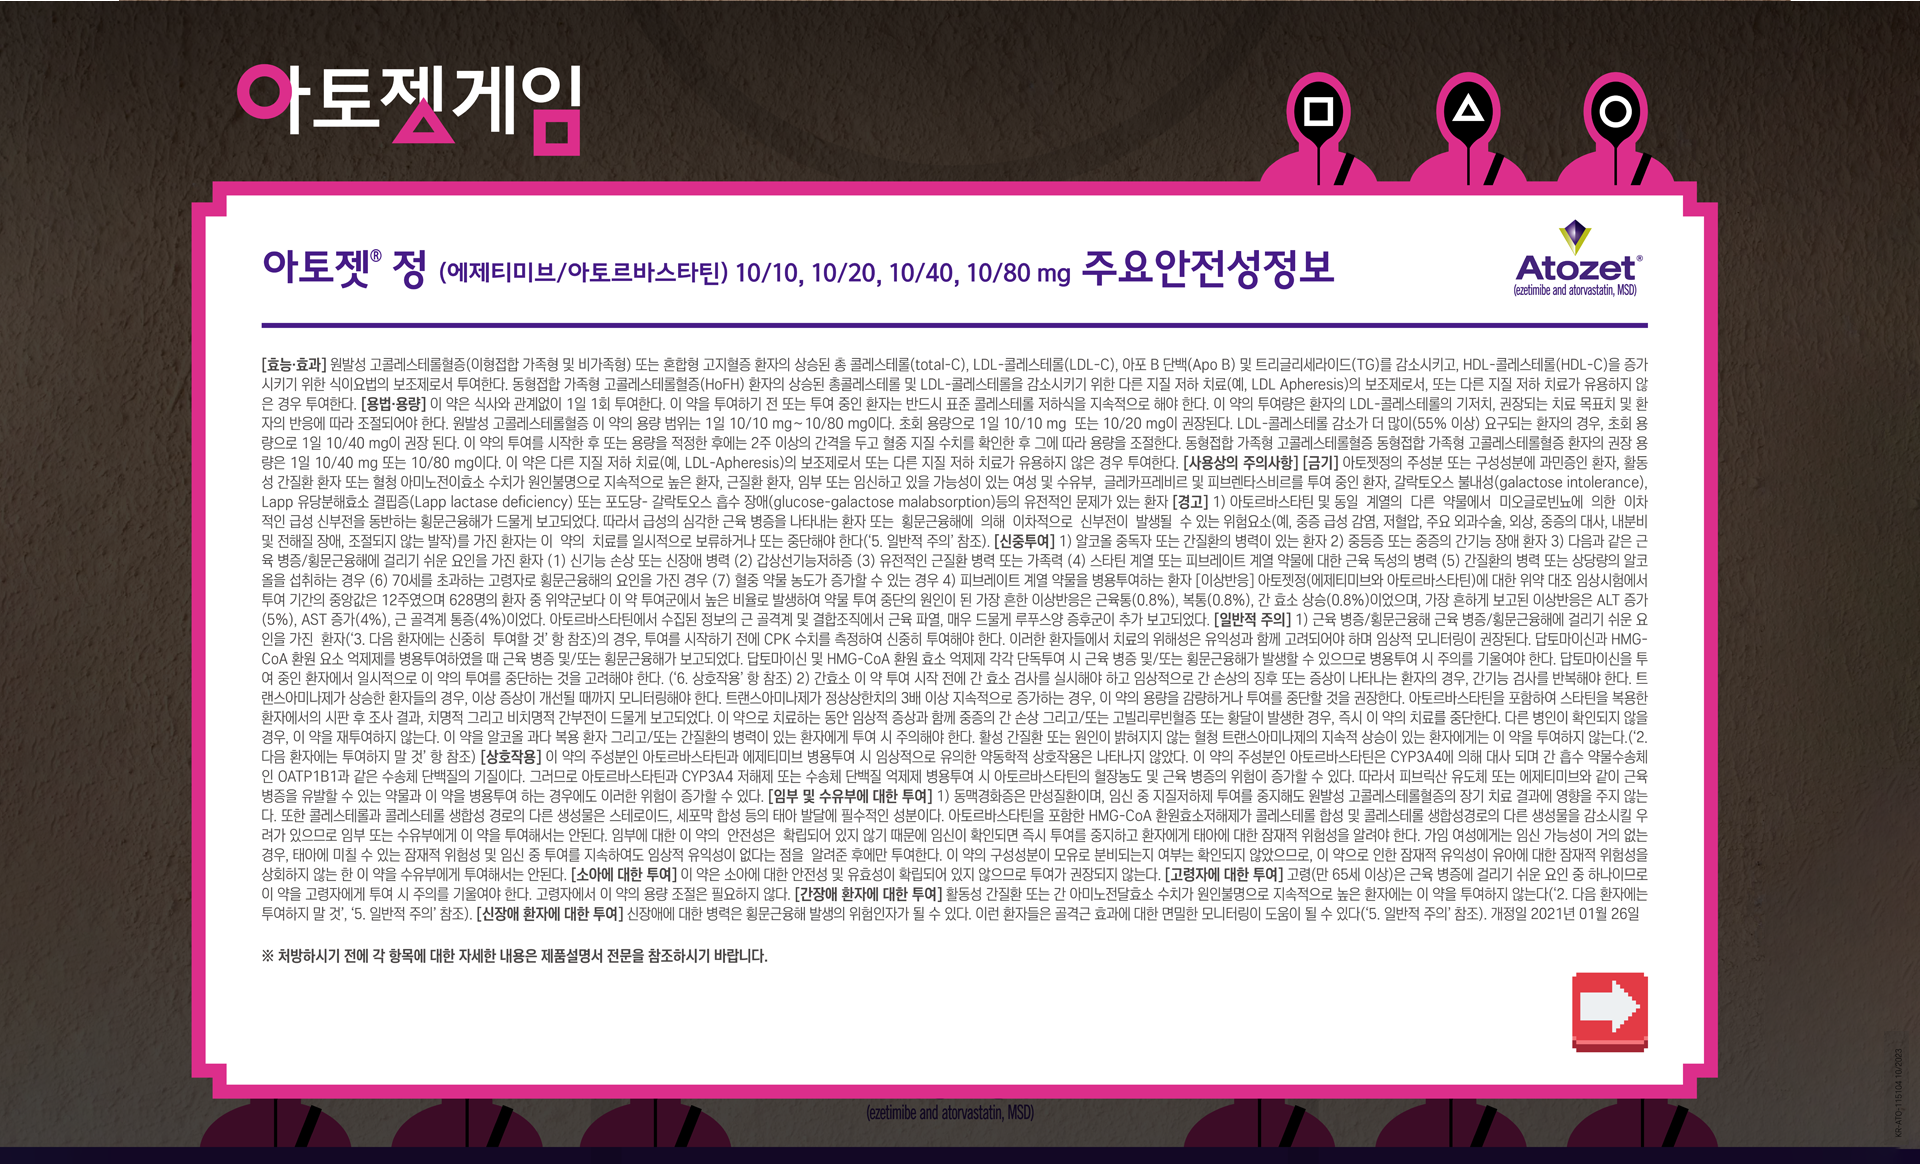 아토젯게임
아토젯® 정 (에제티미브/아토르바스타틴) 10/10, 10/20, 10/40, 10/80 mg 주요안전성정보
Atozet®
(ezetimibe and atorvastatin, MSD)
[효능·효과] 원발성 고콜레스테롤혈증(이형접합 가족형 및 비가족형) 또는 혼합형 고지혈증 환자의 상승된 총 콜레스테롤(total-C), LDL-콜레스테롤(LDL-C), 아포 B 단백(Apo B) 및 트리글리세라이드(TG)를 감소시키고, HDL-콜레스테롤(HDL-C)을 증가
시키기 위한 식이요법의 보조제로서 투여한다. 동형접합 가족형 고콜레스테롤혈증(HoFH) 환자의 상승된 총콜레스테롤 및 LDL-콜레스테롤을 감소시키기 위한 다른 지질 저하 치료(예, LDL Apheresis)의 보조제로서, 또는 다른 지질 저하 치료가 유용하지 않
은 경우 투여한다. [용법·용량] 이 약은 식사와 관계없이 1일 1회 투여한다. 이 약을 투여하기 전 또는 투여 중인 환자는 반드시 표준 콜레스테롤 저하식을 지속적으로 해야 한다. 이 약의 투여량은 환자의 LDL-콜레스테롤의 기저치, 권장되는 치료 목표치 및 환
자의 반응에 따라 조절되어야 한다. 원발성 고콜레스테롤혈증 이 약의 용량 범위는 1일 10/10 mg~10/80 mg이다. 초회 용량으로 1일 10/10 mg 또는 10/20 mg이 권장된다. LDL-콜레스테롤 감소가 더 많이(55% 이상) 요구되는 환자의 경우, 초회 용
량으로 1일 10/40 mg이 권장 된다. 이 약의 투여를 시작한 후 또는 용량을 적정한 후에는 2주 이상의 간격을 두고 혈중 지질 수치를 확인한 후 그에 따라 용량을 조절한다. 동형접합 가족형 고콜레스테롤혈증 동형접합 가족형 고콜레스테롤혈증 환자의 권장 용
량은 1일 10/40 mg 또는 10/80 mg이다. 이 약은 다른 지질 저하 치료(예, LDL-Apheresis)의 보조제로서 또는 다른 지질 저하 치료가 유용하지 않은 경우 투여한다. [사용상의 주의사항] [금기] 아토젯정의 주성분 또는 구성성분에 과민증인 환자, 활동
성 간질환 환자 또는 혈청 아미노전이효소 수치가 원인불명으로 지속적으로 높은 환자, 근질환 환자, 임부 또는 임신하고 있을 가능성이 있는 여성 및 수유부, 글레카프레비르 및 피브렌타스비르를 투여 중인 환자, 갈락토오스 불내성(galactose intolerance),
Lapp 유당분해효소 결핍증(Lapp lactase deficiency) 또는 포도당- 갈락토오스 흡수 장애(glucose-galactose malabsorption)등의 유전적인 문제가 있는 환자 [경고] 1) 아토르바스타틴 및 동일 계열의 다른 약물에서 미오글로빈뇨에 의한 이차
적인 급성 신부전을 동반하는 횡문근융해가 드물게 보고되었다. 따라서 급성의 심각한 근육 병증을 나타내는 환자 또는 횡문근융해에 의해 이차적으로 신부전이 발생될 수 있는 위험요소(예, 중증 급성 감염, 저혈압, 주요 외과수술, 외상, 중증의 대사, 내분비
및 전해질 장애, 조절되지 않는 발작)를 가진 환자는 이 약의 치료를 일시적으로 보류하거나 또는 중단해야 한다(‘5. 일반적 주의’ 참조). [신중투여] 1) 알코올 중독자 또는 간질환의 병력이 있는 환자 2) 중등증 또는 중증의 간기능 장애 환자 3) 다음과 같은 근
육 병증/횡문근융해에 걸리기 쉬운 요인을 가진 환자 (1) 신기능 손상 또는 신장애 병력 (2) 갑상선기능저하증 (3) 유전적인 근질환 병력 또는 가족력 (4) 스타틴 계열 또는 피브레이트 계열 약물에 대한 근육 독성의 병력 (5) 간질환의 병력 또는 상당량의 알코
올을 섭취하는 경우 (6) 70세를 초과하는 고령자로 횡문근융해의 요인을 가진 경우 (7) 혈중 약물 농도가 증가할 수 있는 경우 4) 피브레이트 계열 약물을 병용투여하는 환자 [이상반응] 아토젯정(에제티미브와 아토르바스타틴)에 대한 위약 대조 임상시험에서
투여 기간의 중앙값은 12주였으며 628명의 환자 중 위약군보다 이 약 투여군에서 높은 비율로 발생하여 약물 투여 중단의 원인이 된 가장 흔한 이상반응은 근육통(0.8%), 복통(0.8%), 간 효소 상승(0.8%)이었으며, 가장 흔하게 보고된 이상반응은 ALT 증가
(5%), AST 증가(4%), 근 골격계 통증(4%)이었다. 아토르바스타틴에서 수집된 정보의 근 골격계 및 결합조직에서 근육 파열, 매우 드물게 루푸스양 증후군이 추가 보고되었다. [일반적 주의] 1) 근육 병증/횡문근융해 근육 병증/횡문근융해에 걸리기 쉬운 요
인을 가진 환자(‘3. 다음 환자에는 신중히 투여할 것’ 항 참조)의 경우, 투여를 시작하기 전에 CPK 수치를 측정하여 신중히 투여해야 한다. 이러한 환자들에서 치료의 위해성은 유익성과 함께 고려되어야 하며 임상적 모니터링이 권장된다. 답토마이신과 HMG-
CoA 환원 요소 억제제를 병용투여하였을 때 근육 병증 및/또는 횡문근융해가 보고되었다. 답토마이신 및 HMG-CoA 환원 효소 억제제 각각 단독투여 시 근육 병증 및/또는 횡문근융해가 발생할 수 있으므로 병용투여 시 주의를 기울여야 한다. 답토마이신을 투
여 중인 환자에서 일시적으로 이 약의 투여를 중단하는 것을 고려해야 한다. (‘6. 상호작용’ 항 참조) 2) 간효소 이 약 투여 시작 전에 간 효소 검사를 실시해야 하고 임상적으로 간 손상의 징후 또는 증상이 나타나는 환자의 경우, 간기능 검사를 반복해야 한다. 트
랜스아미나제가 상승한 환자들의 경우, 이상 증상이 개선될 때까지 모니터링해야 한다. 트랜스아미나제가 정상상한치의 3배 이상 지속적으로 증가하는 경우, 이 약의 용량을 감량하거나 투여를 중단할 것을 권장한다. 아토르바스타틴을 포함하여 스타틴을 복용한
환자에서의 시판 후 조사 결과, 치명적 그리고 비치명적 간부전이 드물게 보고되었다. 이 약으로 치료하는 동안 임상적 증상과 함께 중증의 간 손상 그리고/또는 고빌리루빈혈증 또는 황달이 발생한 경우, 즉시 이 약의 치료를 중단한다. 다른 병인이 확인되지 않을
경우, 이 약을 재투여하지 않는다. 이 약을 알코올 과다 복용 환자 그리고/또는 간질환의 병력이 있는 환자에게 투여 시 주의해야 한다. 활성 간질환 또는 원인이 밝혀지지 않는 혈청 트랜스아미나제의 지속적 상승이 있는 환자에게는 이 약을 투여하지 않는다.(‘2.
다음 환자에는 투여하지 말 것’ 항 참조) [상호작용] 이 약의 주성분인 아토르바스타틴과 에제티미브 병용투여 시 임상적으로 유의한 약동학적 상호작용은 나타나지 않았다. 이 약의 주성분인 아토르바스타틴은 CYP3A4에 의해 대사 되며 간 흡수 약물수송체
인 OATP1B1과 같은 수송체 단백질의 기질이다. 그러므로 아토르바스타틴과 CYP3A4 저해제 또는 수송체 단백질 억제제 병용투여 시 아토르바스타틴의 혈장농도 및 근육 병증의 위험이 증가할 수 있다. 따라서 피브릭산 유도체 또는 에제티미브와 같이 근육
병증을 유발할 수 있는 약물과 이 약을 병용투여 하는 경우에도 이러한 위험이 증가할 수 있다. [임부 및 수유부에 대한 투여] 1) 동맥경화증은 만성질환이며, 임신 중 지질저하제 투여를 중지해도 원발성 고콜레스테롤혈증의 장기 치료 결과에 영향을 주지 않는
다. 또한 콜레스테롤과 콜레스테롤 생합성 경로의 다른 생성물은 스테로이드, 세포막 합성 등의 태아 발달에 필수적인 성분이다. 아토르바스타틴을 포함한 HMG-CoA 환원효소저해제가 콜레스테롤 합성 및 콜레스테롤 생합성경로의 다른 생성물을 감소시킬 우
려가 있으므로 임부 또는 수유부에게 이 약을 투여해서는 안된다. 임부에 대한 이 약의 안전성은 확립되어 있지 않기 때문에 임신이 확인되면 즉시 투여를 중지하고 환자에게 태아에 대한 잠재적 위험성을 알려야 한다. 가임 여성에게는 임신 가능성이 거의 없는
경우, 태아에 미칠 수 있는 잠재적 위험성 및 임신 중 투여를 지속하여도 임상적 유익성이 없다는 점을 알려준 후에만 투여한다. 이 약의 구성성분이 모유로 분비되는지 여부는 확인되지 않았으므로, 이 약으로 인한 잠재적 유익성이 유아에 대한 잠재적 위험성을
상회하지 않는 한 이 약을 수유부에게 투여해서는 안된다. [소아에 대한 투여] 이 약은 소아에 대한 안전성 및 유효성이 확립되어 있지 않으므로 투여가 권장되지 않는다. [고령자에 대한 투여] 고령(만 65세 이상)은 근육 병증에 걸리기 쉬운 요인 중 하나이므로
이 약을 고령자에게 투여 시 주의를 기울여야 한다. 고령자에서 이 약의 용량 조절은 필요하지 않다. [간장애 환자에 대한 투여] 활동성 간질환 또는 간 아미노전달효소 수치가 원인불명으로 지속적으로 높은 환자에게는 이 약을 투여하지 않는다(‘2. 다음 환자에는
투여하지 말 것’, ‘5. 일반적 주의’ 참조). [신장애 환자에 대한 투여] 신장애에 대한 병력은 횡문근융해 발생의 위험인자가 될 수 있다. 이런 환자들은 골격근 효과에 대한 면밀한 모니터링이 도움이 될 수 있다(‘5. 일반적 주의’ 참조). 개정일 2021년 01월 26일
※ 처방하시기 전에 각 항목에 대한 자세한 내용은 제품설명서 전문을 참조하시기 바랍니다.
(ezetimibe and atorvastatin, MSD)
KR-ATO-115104 10/2023